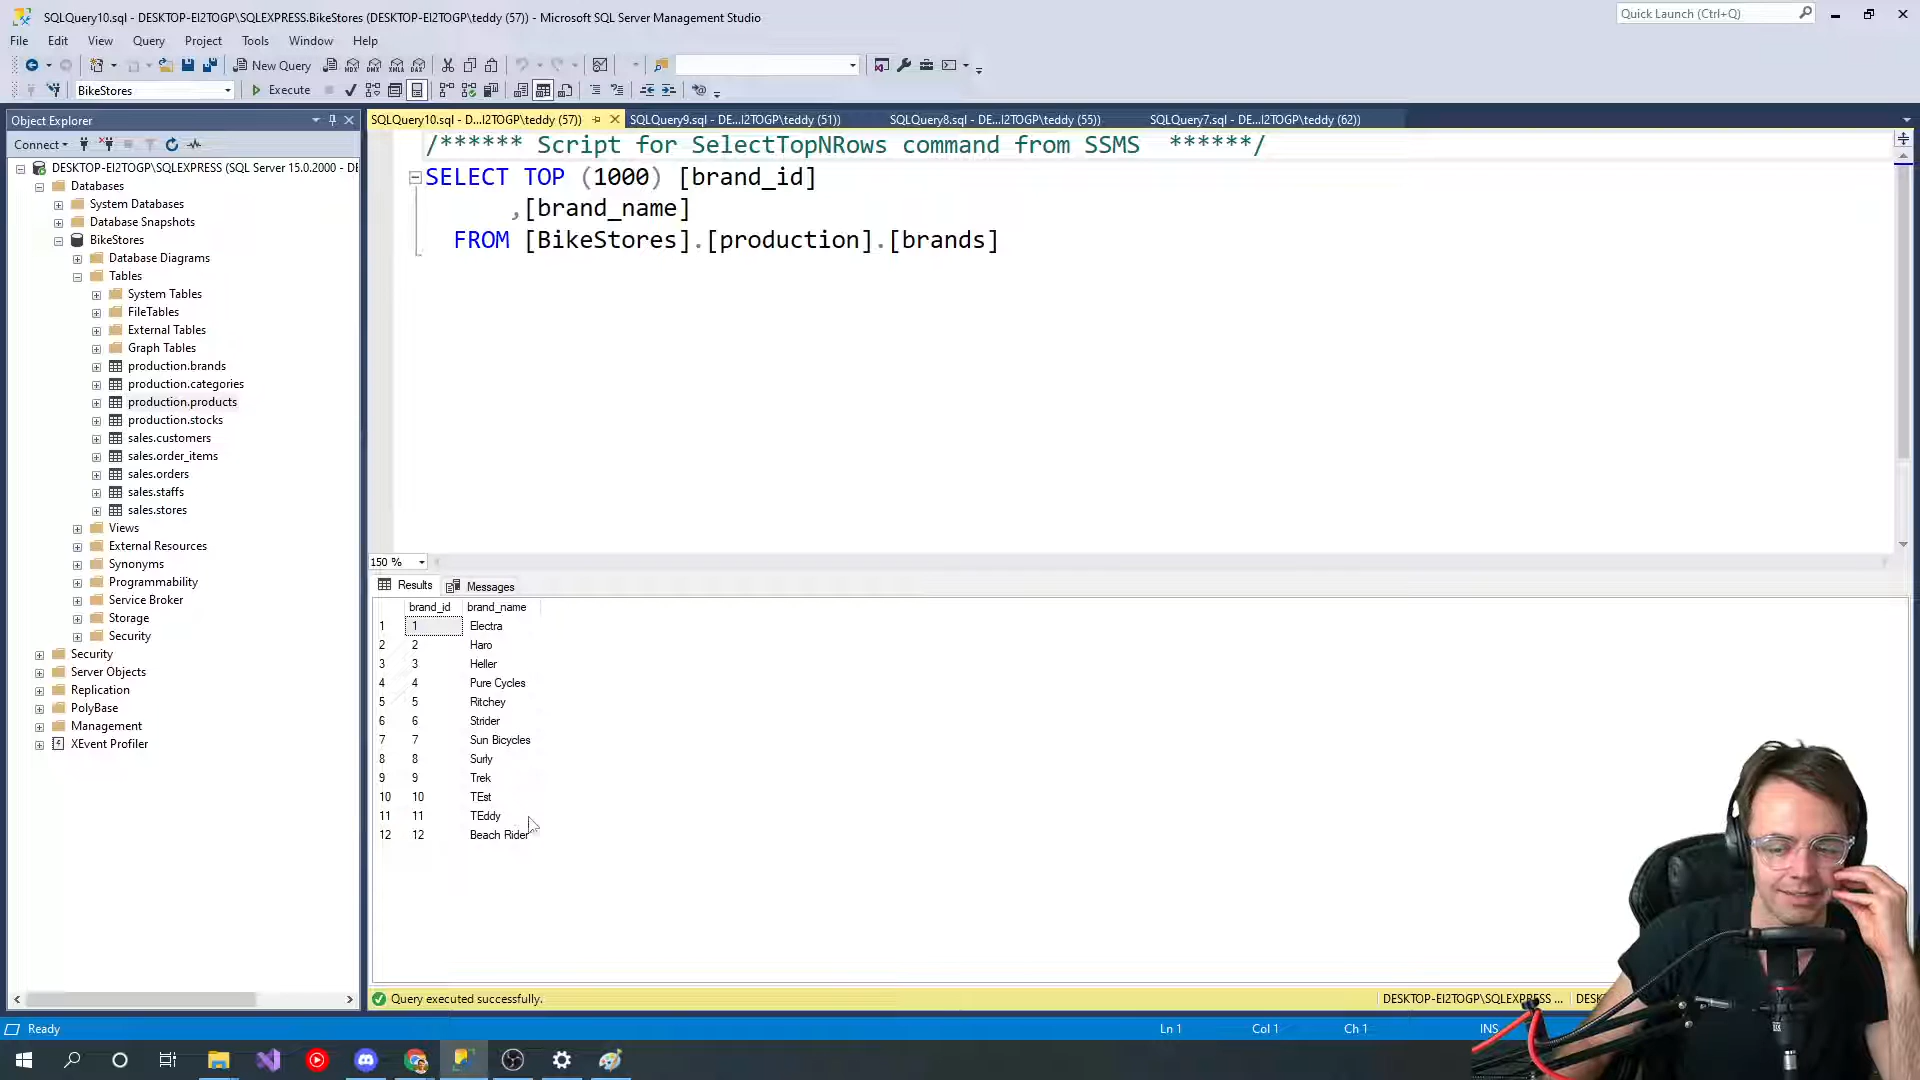 SQLQuery10.sql - DESKTOP-EI2TOGP\SQLEXPRESS.BikeStores (DESKTOP-EI2TOGP\teddy (57)) - Microsoft SQL Server Management Studio
Quick Launch (Ctrl+Q)
File Edit View Query Project Tools Window Help
New Query
BikeStores
Execute
Object Explorer
SQLQuery10.sql - D...I2TOGP\teddy (57))
SQLQuery9.sql - DE...I2TOGP\teddy (51))
SQLQuery8.sql - DE...I2TOGP\teddy (55))
SQLQuery7.sql - DE...I2TOGP\teddy (62))
Connect
DESKTOP-EI2TOGP\SQLEXPRESS (SQL Server 15.0.2000 - DE
Databases
System Databases
Database Snapshots
BikeStores
Database Diagrams
Tables
System Tables
FileTables
External Tables
Graph Tables
production.brands
production.categories
production.products
production.stocks
sales.customers
sales.order_items
sales.orders
sales.staffs
sales.stores
Views
External Resources
Synonyms
Programmability
Service Broker
Storage
Security
Security
Server Objects
Replication
PolyBase
Management
XEvent Profiler
/****** Script for SelectTopNRows command from SSMS  ******/
SELECT TOP (1000) [brand_id]
,[brand_name]
FROM [BikeStores].[production].[brands]
150 %
Results Messages
brand_id brand_name
1 1 Electra
2 2 Haro
3 3 Heller
4 4 Pure Cycles
5 5 Ritchey
6 6 Strider
7 7 Sun Bicycles
8 8 Surly
9 9 Trek
10 10 TEst
11 11 TEddy
12 12 Beach Rider
Query executed successfully.
DESKTOP-EI2TOGP\SQLEXPRESS ...
DESK
Ready
Ln 1
Col 1
Ch 1
INS